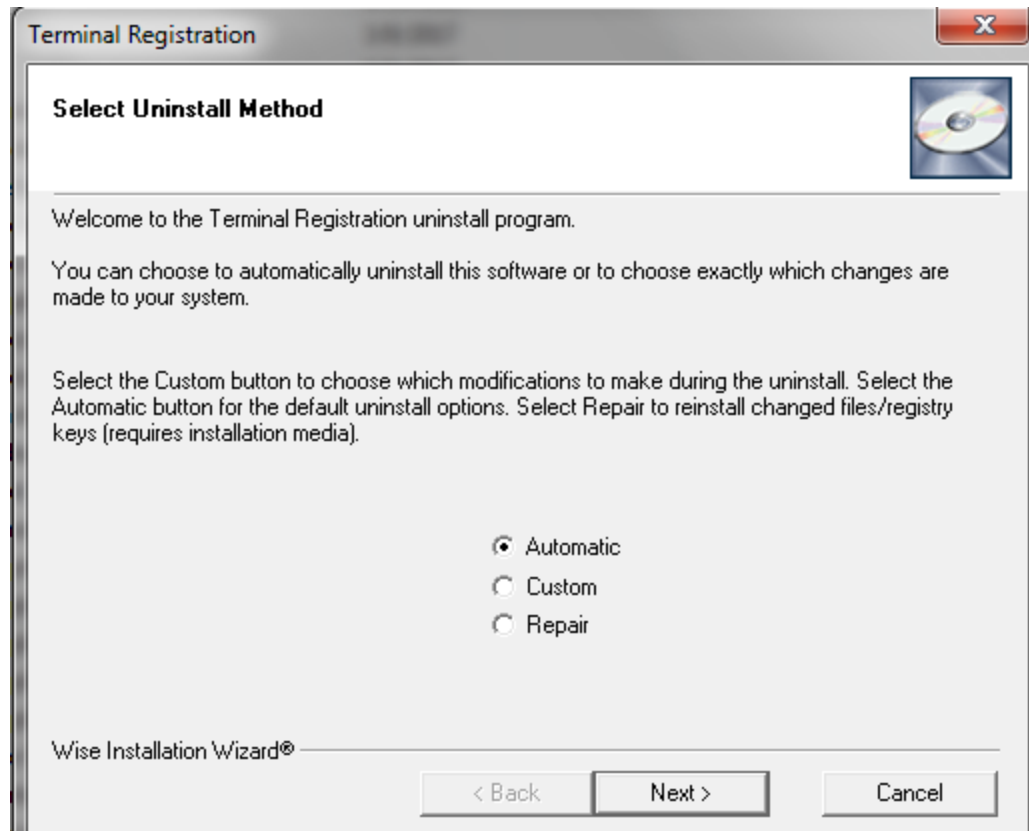 Terminal Registration
Select Uninstall Method
Welcome to the Terminal Registration uninstall program.
You can choose to automatically uninstall this software or to choose exactly which changes are
made to your system.
Select the Custom button to choose which modifications to make during the uninstall. Select the
Automatic button for the default uninstall options. Select Repair to reinstall changed files/registry
keys (requires installation media).
Automatic
Custom
Repair
Wise Installation Wizard®
< Back Next > Cancel